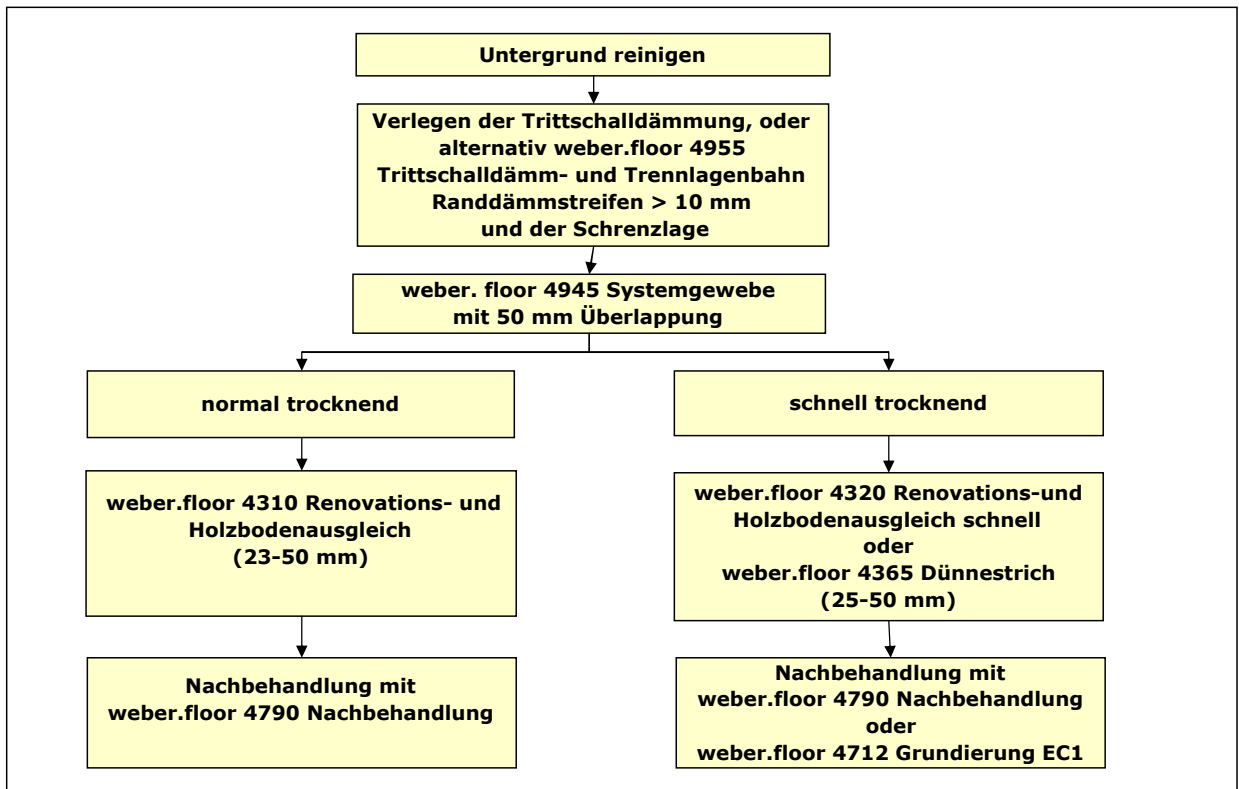 Untergrund reinigen
Verlegen der Trittschalldämmung, oder
alternativ weber.floor 4955
Trittschalldämm- und Trennlagenbahn
Randdämmstreifen > 10 mm
und der Schrenzlage
weber. floor 4945 Systemgewebe
mit 50 mm Überlappung
normal trocknend
schnell trocknend
weber.floor 4310 Renovations- und
Holzbodenausgleich
(23-50 mm)
weber.floor 4320 Renovations-und
Holzbodenausgleich schnell
oder
weber.floor 4365 Dünnestrich
(25-50 mm)
Nachbehandlung mit
weber.floor 4790 Nachbehandlung
Nachbehandlung mit
weber.floor 4790 Nachbehandlung
oder
weber.floor 4712 Grundierung EC1